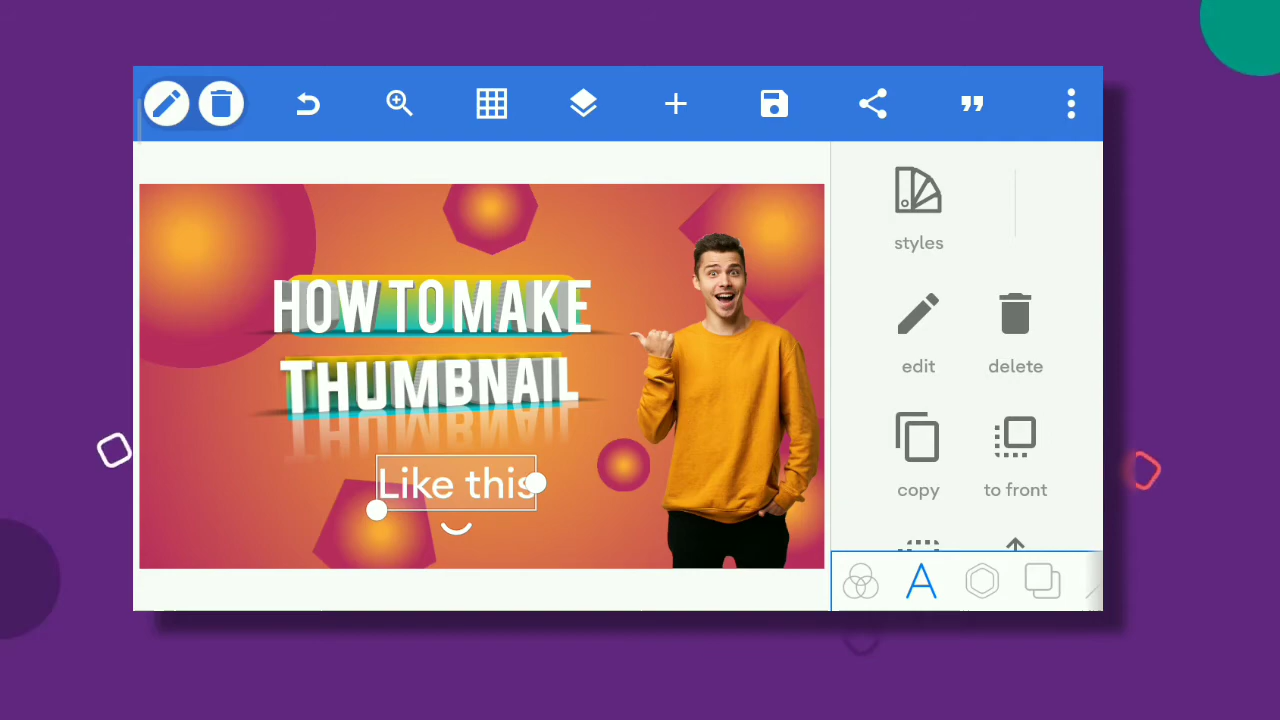 styles
HOW TO MAKE
THUMBNAIL
Like this
edit
delete
copy
to front